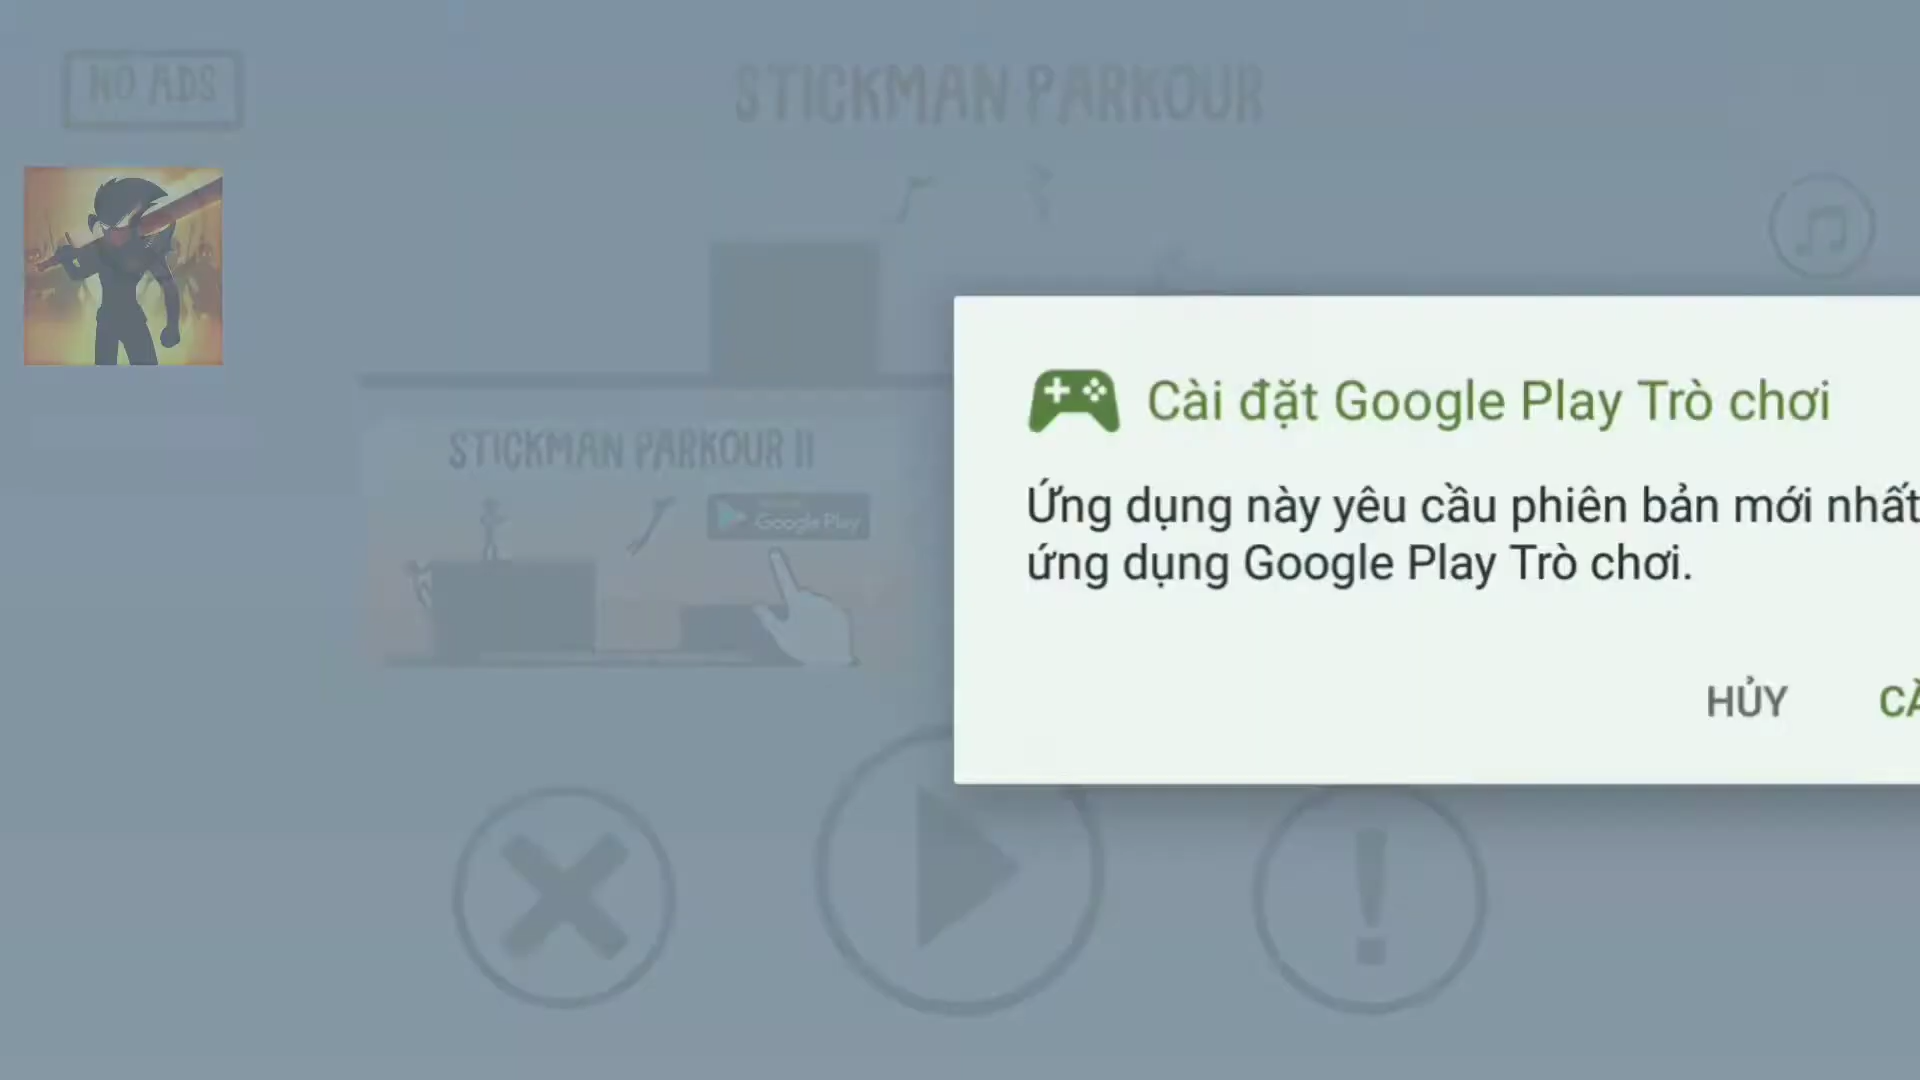 NO ADS
STICKMAN PARKOUR
STICKMAN PARKOUR II
Google Play
Cài đặt Google Play Trò chơi
Ứng dụng này yêu cầu phiên bản mới nhất
ứng dụng Google Play Trò chơi.
HỦY